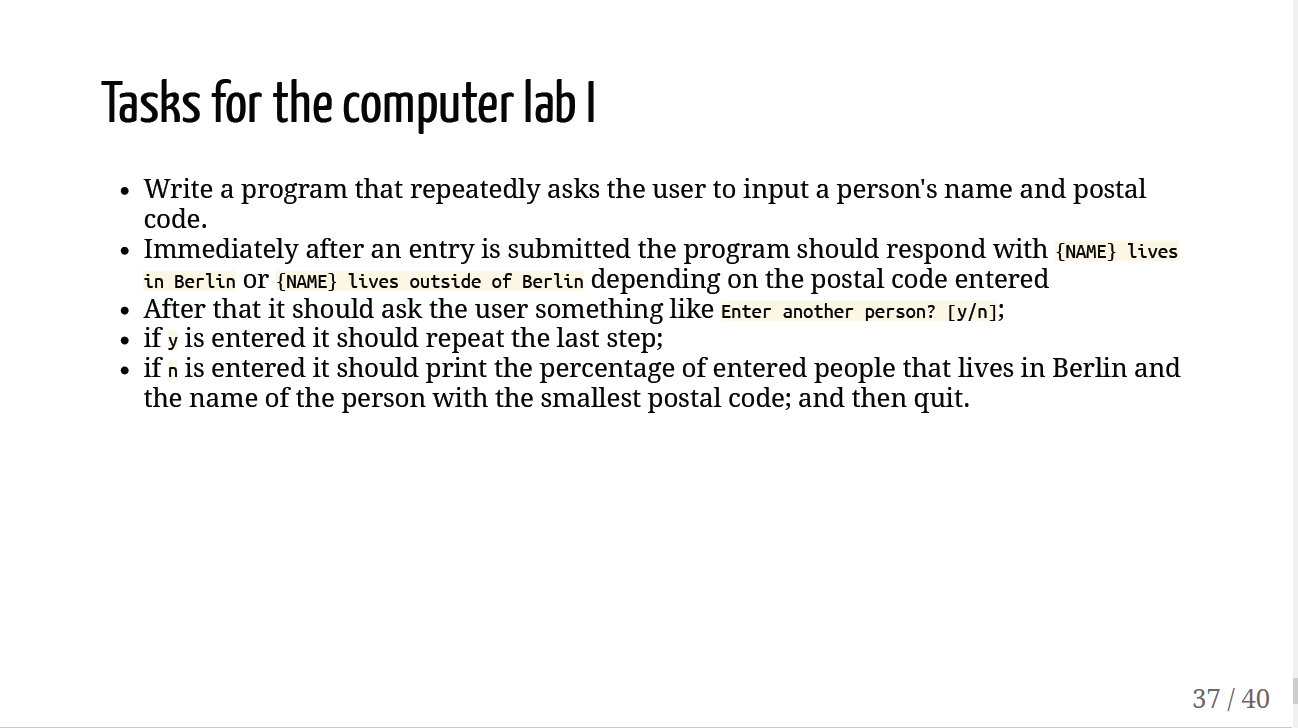 Tasks for the computer lab I
• Write a program that repeatedly asks the user to input a person's name and postal
code.
• Immediately after an entry is submitted the program should respond with {NAME} lives
in Berlin or {NAME} lives outside of Berlin depending on the postal code entered
• After that it should ask the user something like Enter another person? [y/n];
• if y is entered it should repeat the last step;
• if n is entered it should print the percentage of entered people that lives in Berlin and
the name of the person with the smallest postal code; and then quit.
37 / 40